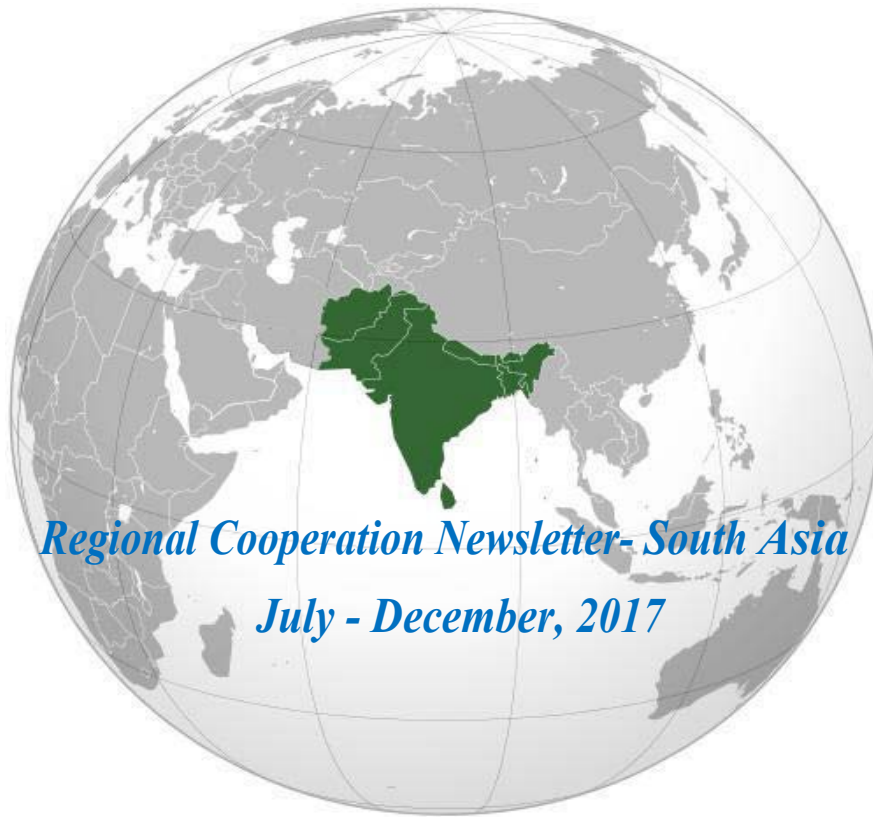 Regional Cooperation Newsletter- South Asia
July - December, 2017